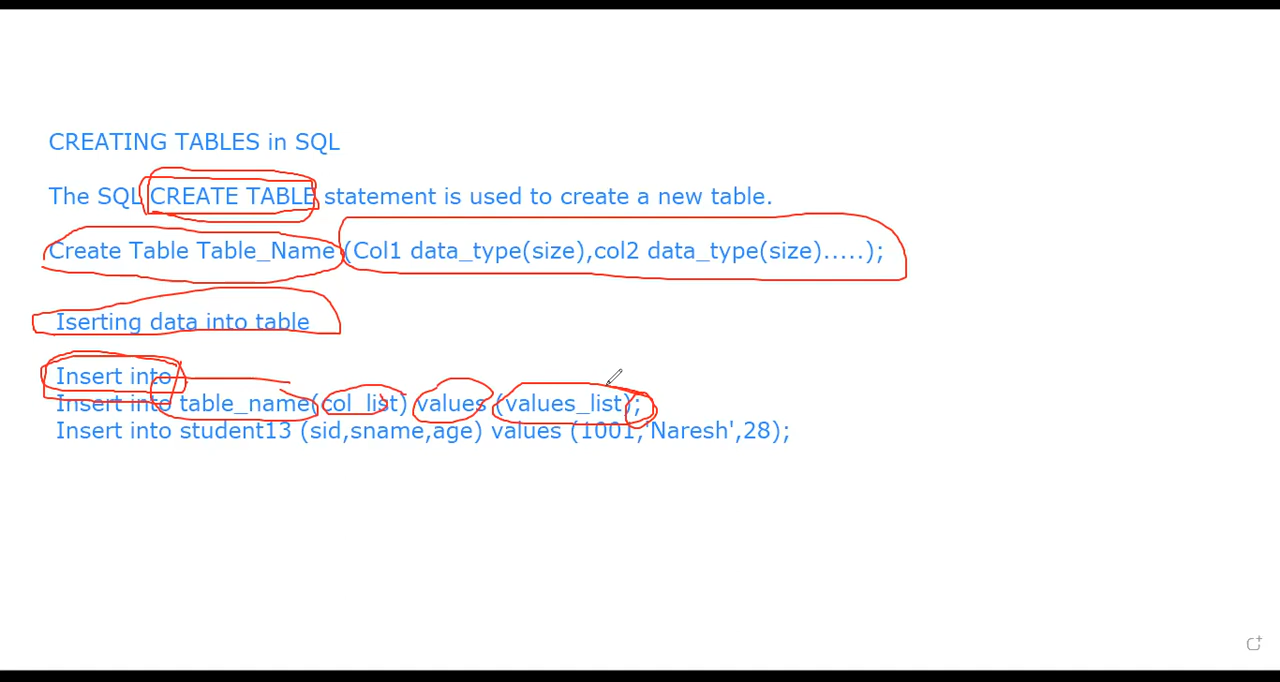 CREATING TABLES in SQL
The SQL CREATE TABLE statement is used to create a new table.
Create Table Table_Name (Col1 data_type(size),col2 data_type(size).....);
Iserting data into table
Insert into
Insert into table_name(col_list) values (values_list);
Insert into student13 (sid,sname,age) values (1001,'Naresh',28);